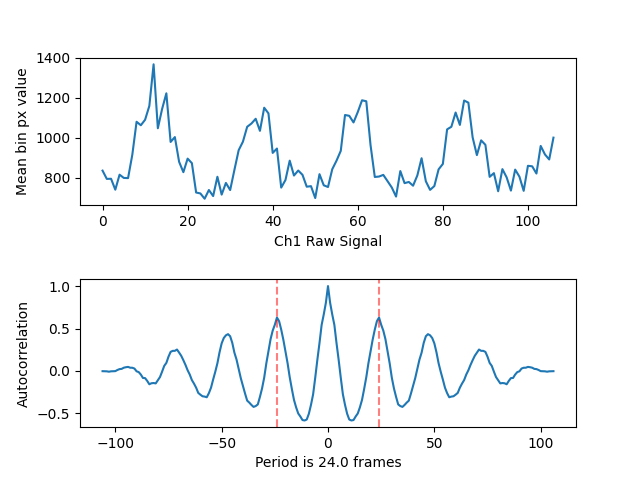 1400
1200
1000
800
Mean bin px value
0 20 40 60 80 100
Ch1 Raw Signal
1.0
0.5
0.0
−0.5
Autocorrelation
−100 −50 0 50 100
Period is 24.0 frames